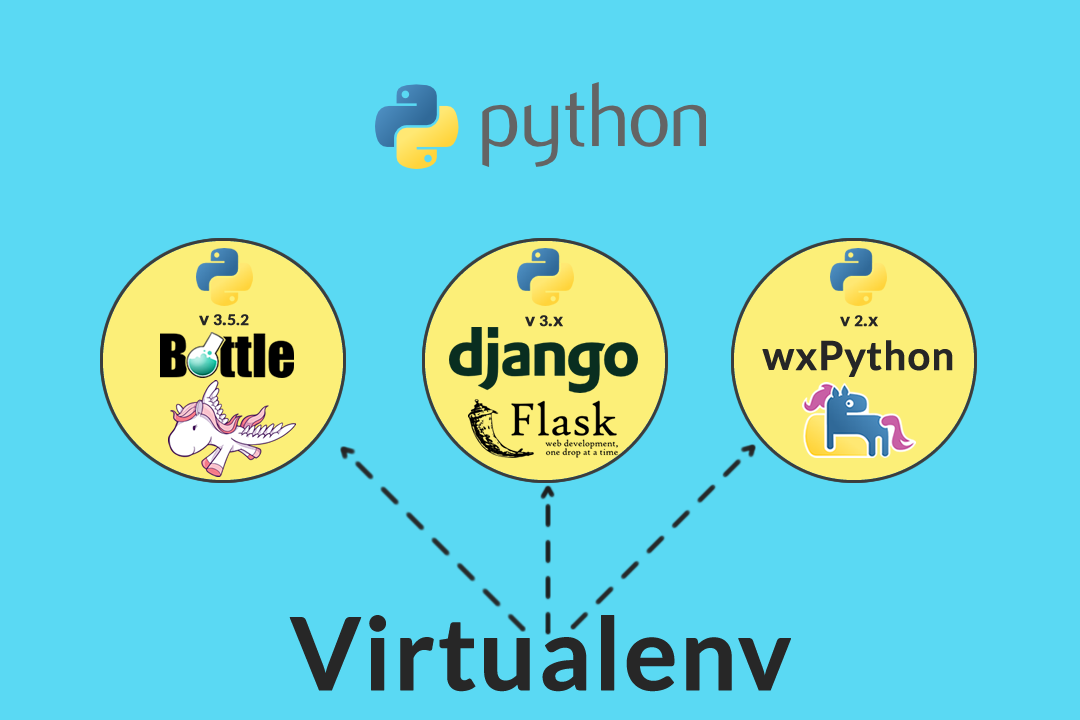 python
v 3.5.2
Bottle
v 3.x
django
Flask
web development,
one drop at a time
v 2.x
wxPython
Virtualenv